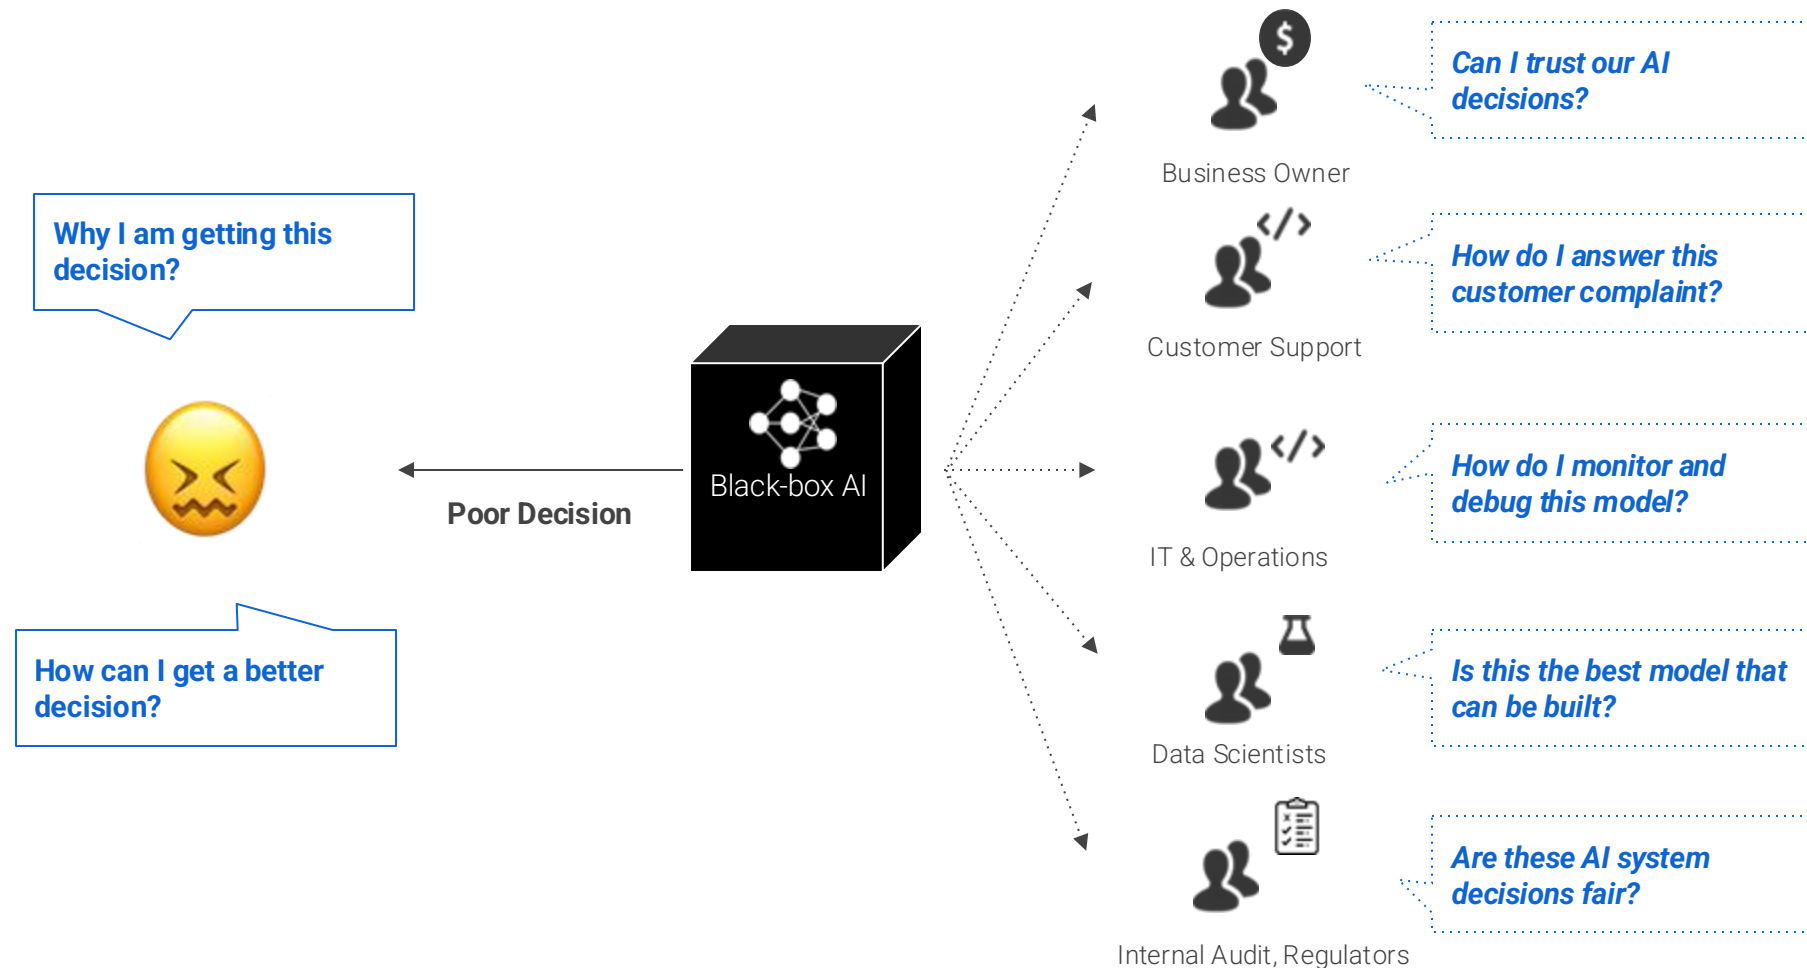 Why I am getting this
decision?
How can I get a better
decision?
Poor Decision
Black-box AI
$
Business Owner
Can I trust our AI
decisions?
</>
Customer Support
How do I answer this
customer complaint?
</>
IT & Operations
How do I monitor and
debug this model?
Data Scientists
Is this the best model that
can be built?
Internal Audit, Regulators
Are these AI system
decisions fair?